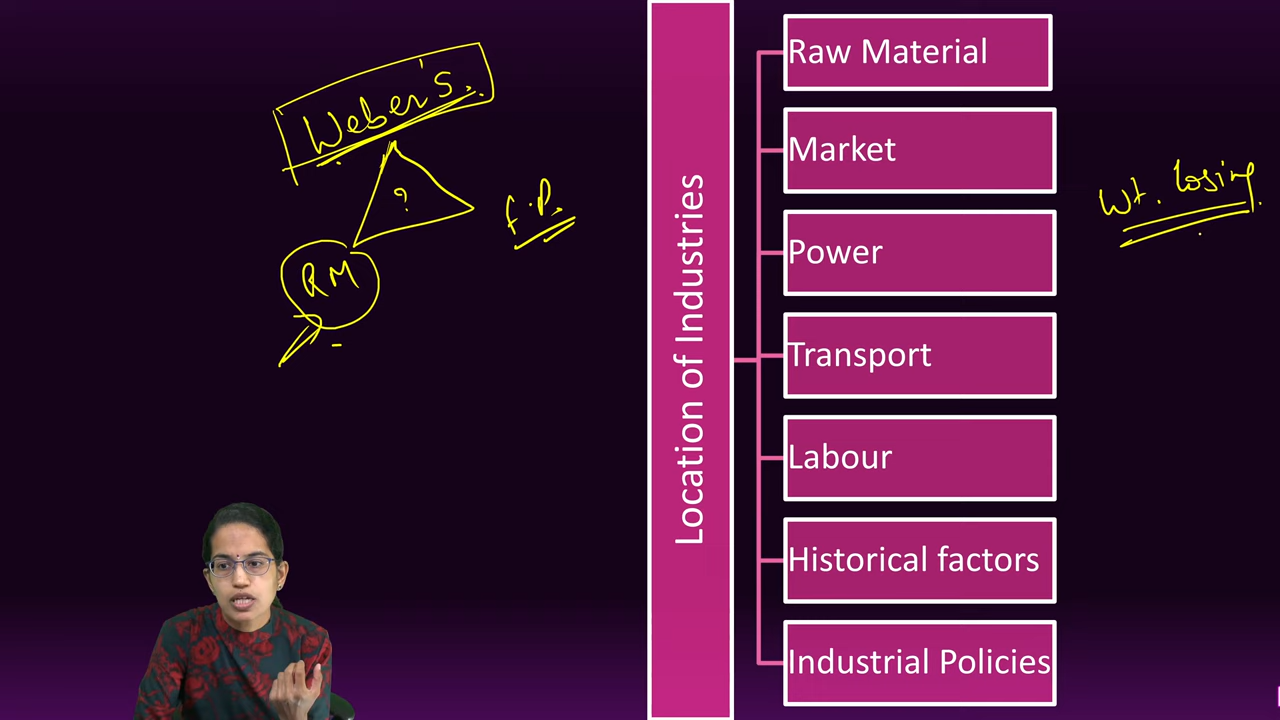 Weber's.
?
RM
f.P.
Location of Industries
Raw Material
Market
Power
Transport
Labour
Historical factors
Industrial Policies
Wt. losing